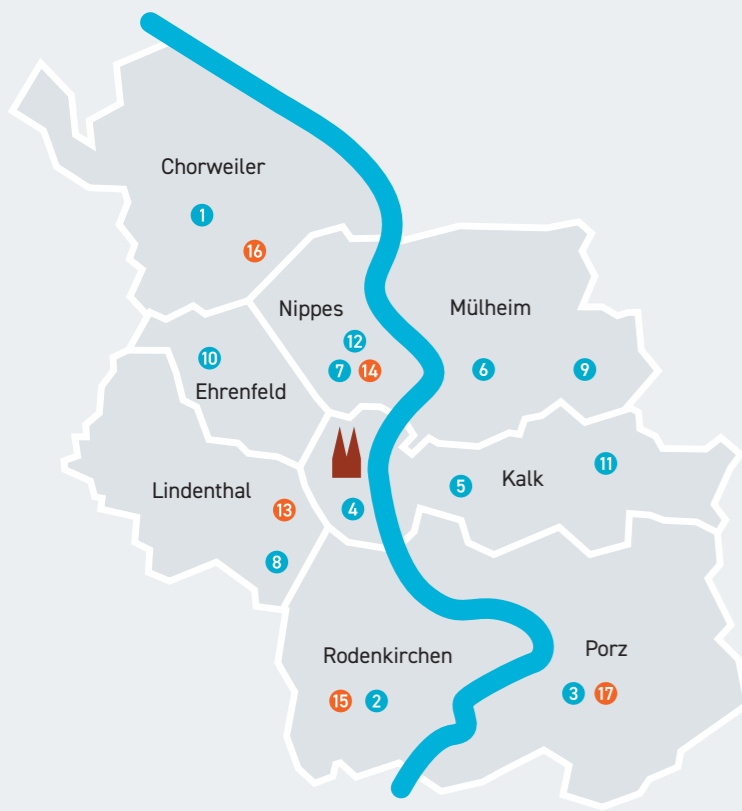 Chorweiler
1
16
Nippes
Mülheim
12
10
7
14
6
9
Ehrenfeld
11
Kalk
5
Lindenthal
13
4
8
Rodenkirchen
Porz
15
2
3
17